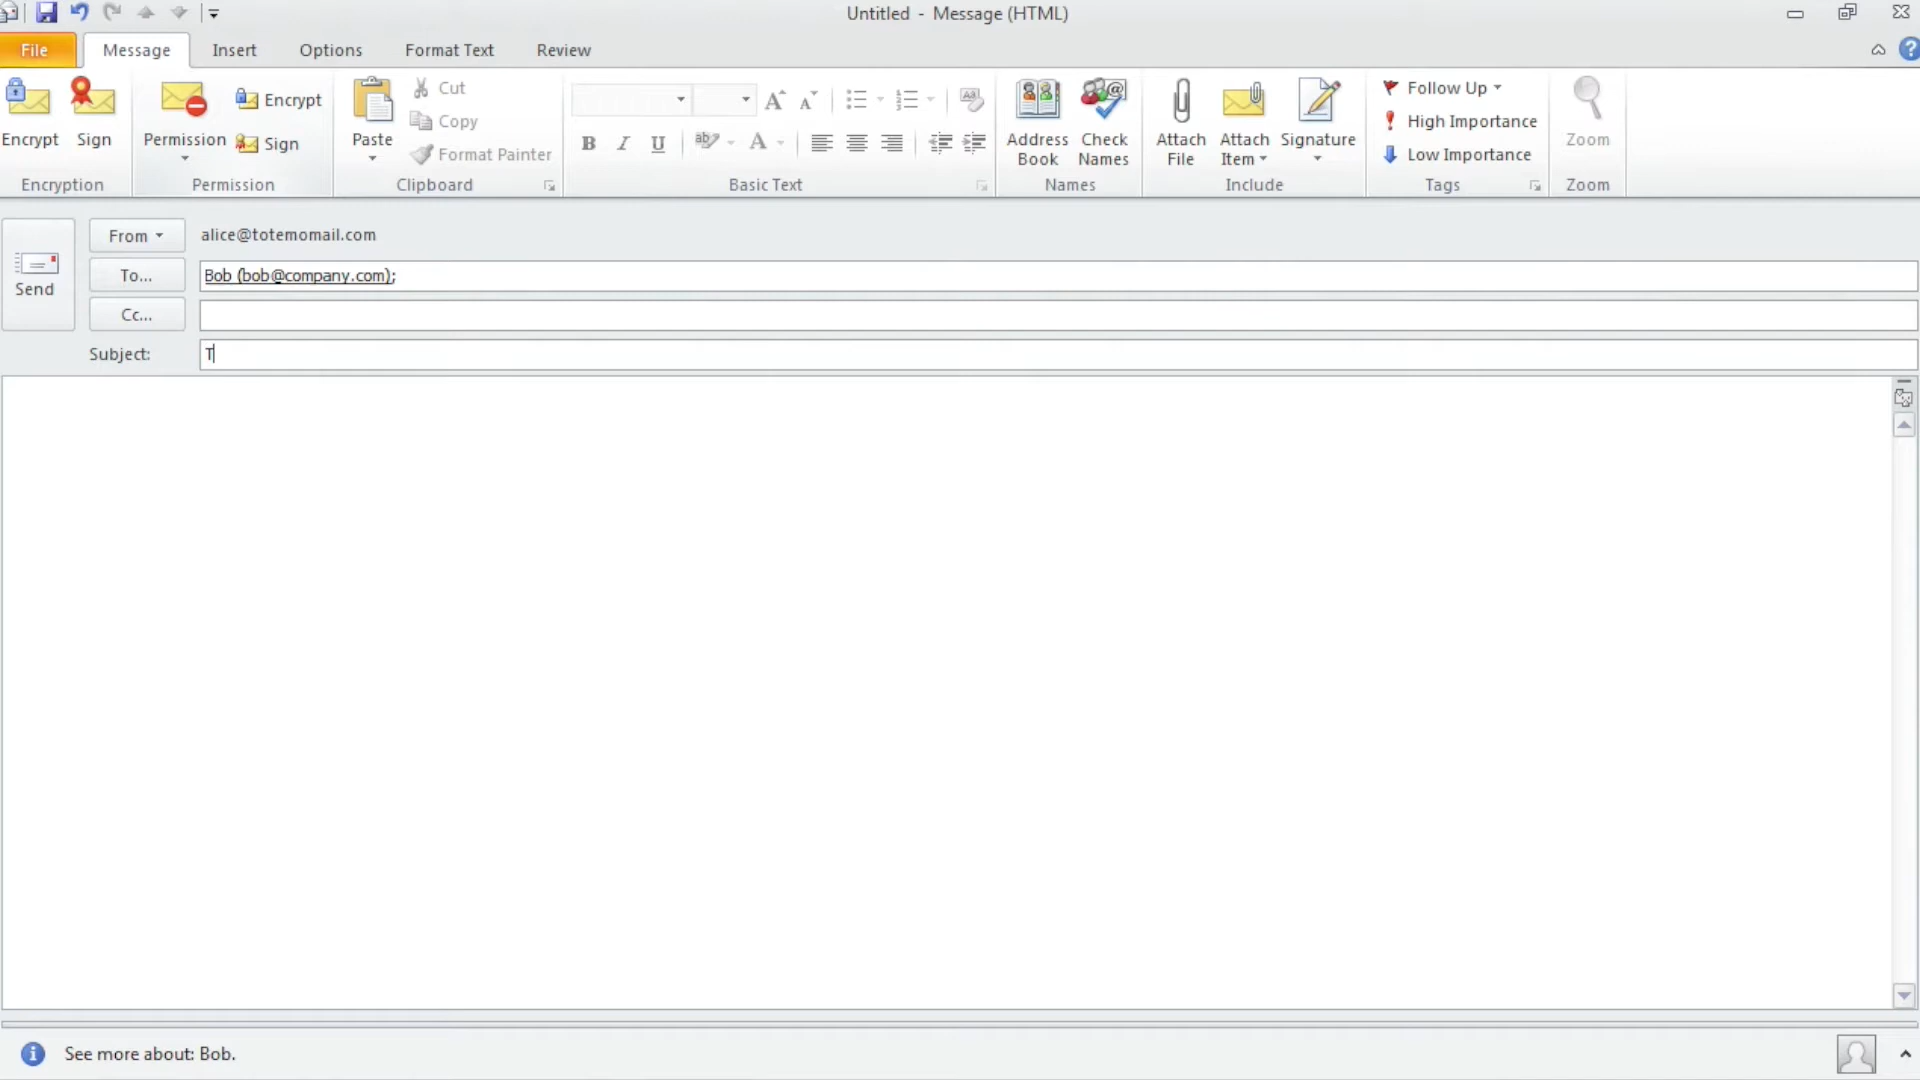 Untitled - Message (HTML)
File Message Insert Options Format Text Review
Encrypt Sign Permission Encrypt Sign Paste Cut Copy Format Painter
B I U
Address Book Check Names Attach File Attach Item Signature
Follow Up
High Importance
Low Importance
Zoom
Encryption Permission Clipboard Basic Text Names Include Tags Zoom
From alice@totemomail.com
Send
To... Bob (bob@company.com);
Cc...
Subject: T
See more about: Bob.